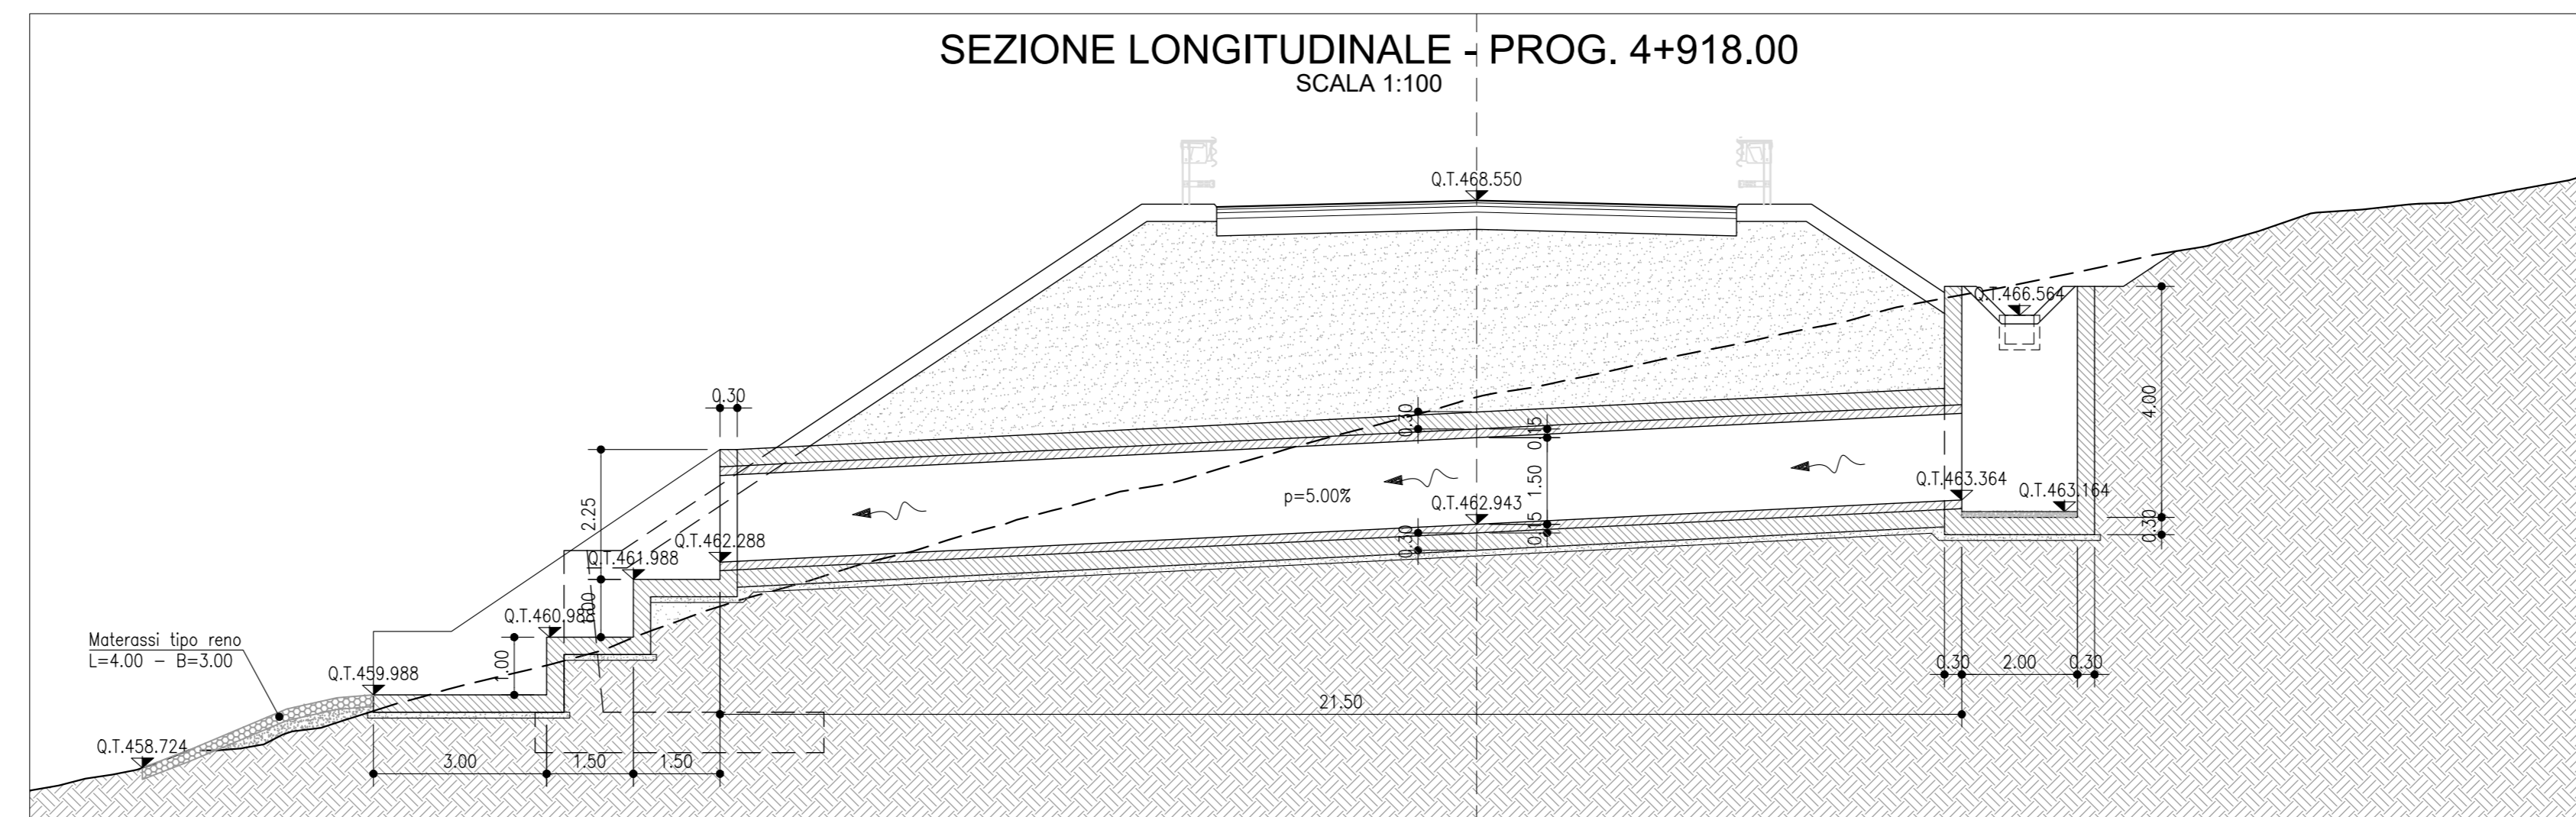 SEZIONE LONGITUDINALE - PROG. 4+918.00
SCALA 1:100
Q.T.468.550
Q.T.466.564
0.30
4.00
0.30
0.15
2.25
1.50
p=5.00%
Q.T.463.364
Q.T.463.164
Q.T.462.943
Q.T.462.288
0.30
0.15
0.30
Q.T.461.988
Q.T.460.988
1.00
Materassi tipo reno
L=4.00 - B=3.00
Q.T.459.988
1.00
0.30
2.00
0.30
21.50
Q.T.458.724
3.00
1.50
1.50